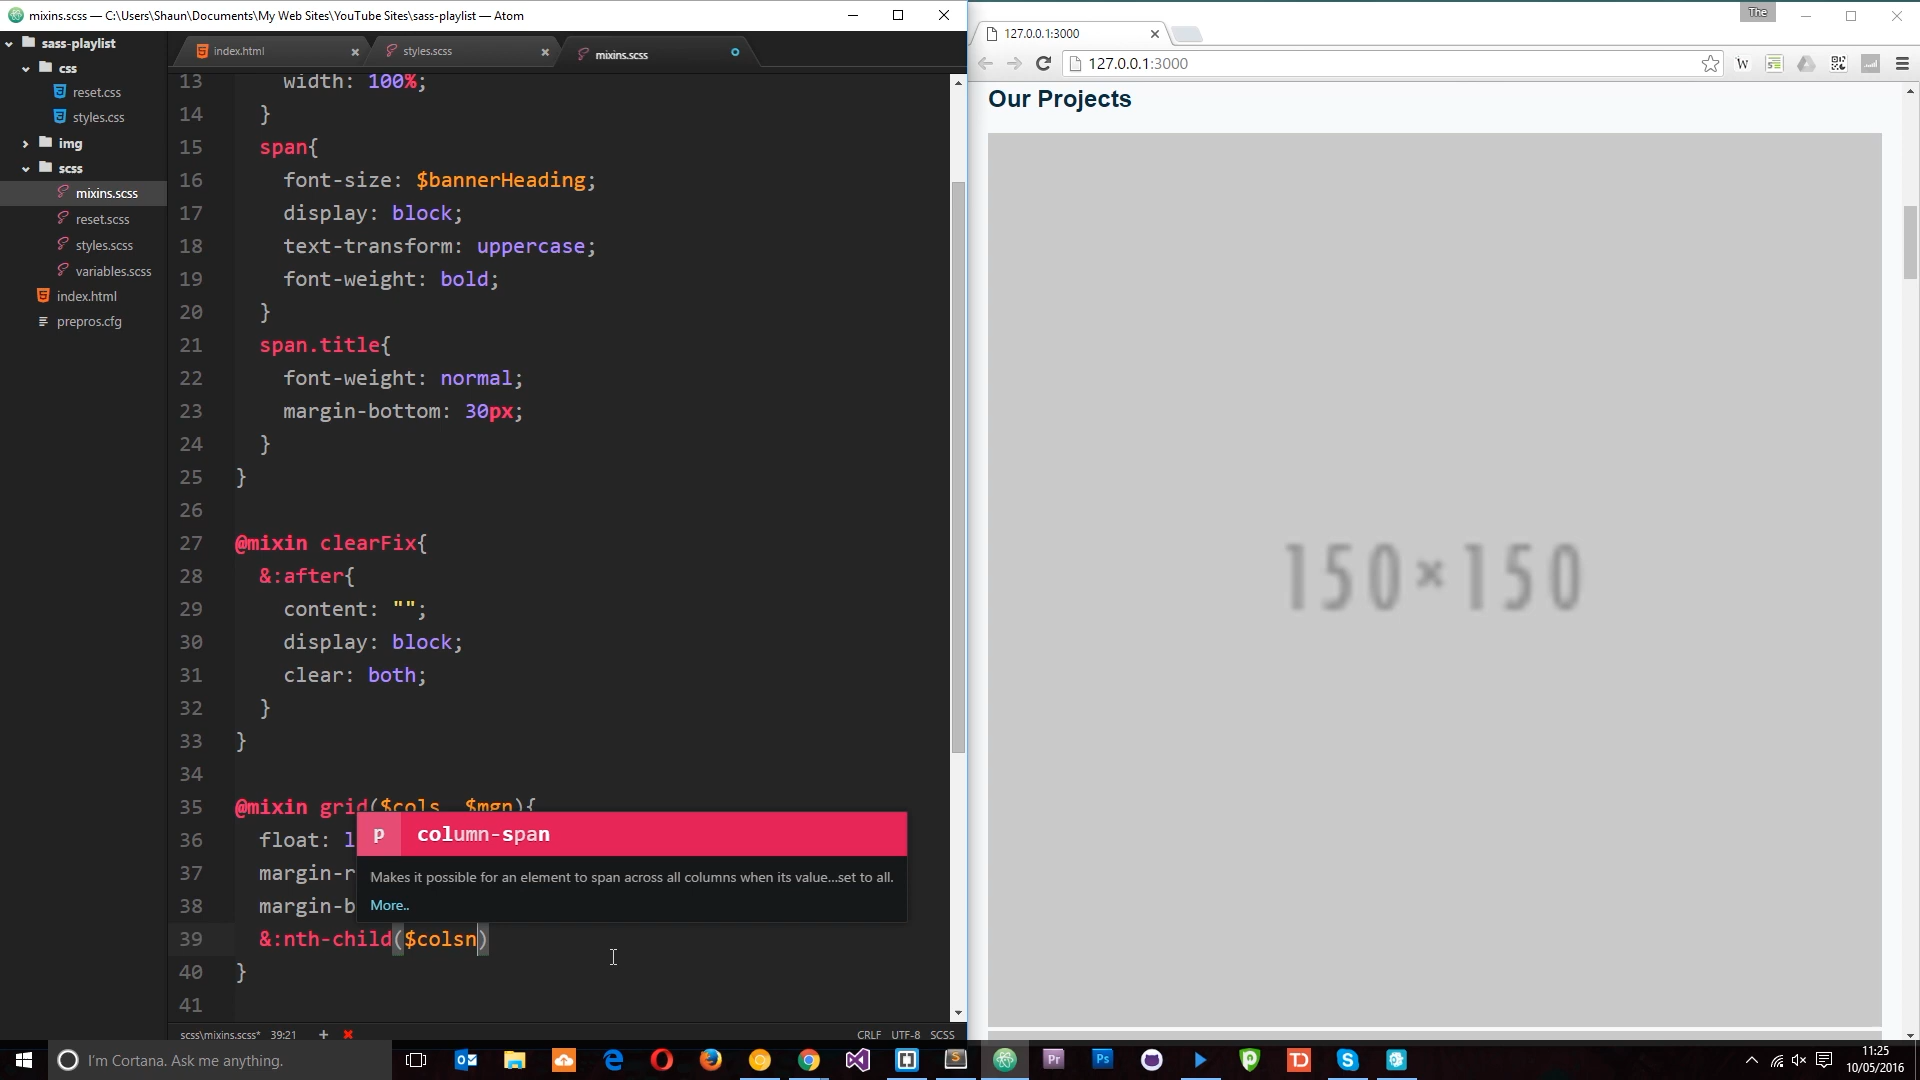 mixins.scss — C:\Users\Shaun\Documents\My Web Sites\YouTube Sites\sass-playlist — Atom
sass-playlist
css
reset.css
styles.css
img
scss
mixins.scss
reset.scss
styles.scss
variables.scss
index.html
prepros.cfg
index.html
styles.scss
mixins.scss
13 width: 100%;
14 }
15 span{
16 font-size: $bannerHeading;
17 display: block;
18 text-transform: uppercase;
19 font-weight: bold;
20 }
21 span.title{
22 font-weight: normal;
23 margin-bottom: 30px;
24 }
25 }
26
27 @mixin clearFix{
28 &:after{
29 content: "";
30 display: block;
31 clear: both;
32 }
33 }
34
35 @mixin grid($cols, $mgn){
36 float: l
37 margin-r
38 margin-b
39 &:nth-child($colsn)
40 }
41
p column-span
Makes it possible for an element to span across all columns when its value...set to all.
More..
scss\mixins.scss* 39:21
CRLF UTF-8 SCSS
The
127.0.0.1:3000
127.0.0.1:3000
W
Our Projects
150×150
I'm Cortana. Ask me anything.
Pr
Ps
TD
S
11:25
10/05/2016